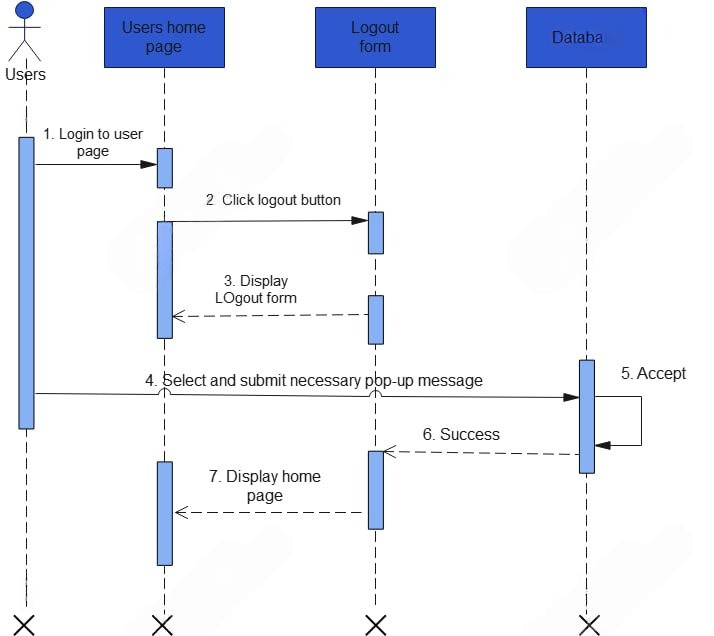 Users
Users home
page
Logout
form
1. Login to user
page
2 Click logout button
3. Display
LOgout form
4. Select and submit necessary pop-up message
5. Accept
6. Success
7. Display home
page